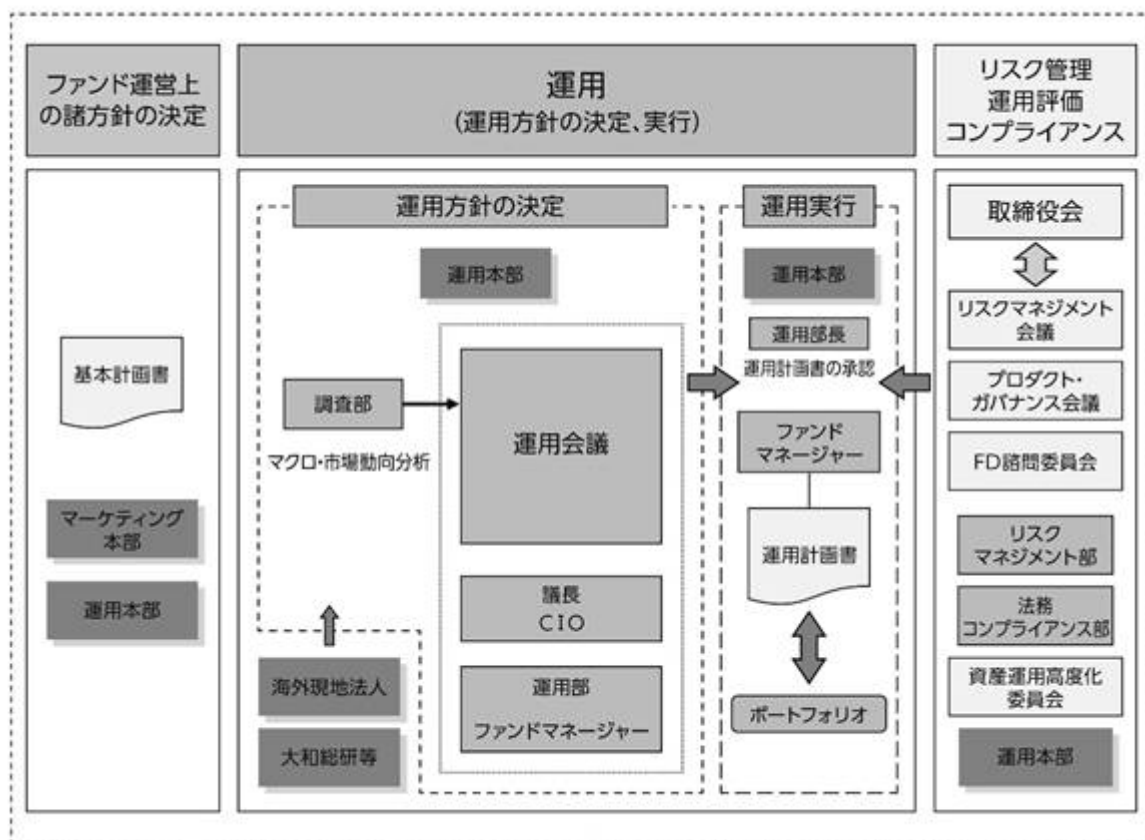 ファンド運営上
の諸方針の決定
運用
(運用方針の決定、実行)
リスク管理
運用評価
コンプライアンス
基本計画書
マーケティング
本部
運用本部
運用方針の決定
運用本部
調査部
マクロ・市場動向分析
運用会議
議長
CIO
運用部
ファンドマネージャー
海外現地法人
大和総研等
運用実行
運用本部
運用部長
運用計画書の承認
ファンド
マネージャー
運用計画書
ポートフォリオ
取締役会
リスクマネジメント
会議
プロダクト・
ガバナンス会議
FD諮問委員会
リスク
マネジメント部
法務
コンプライアンス部
資産運用高度化
委員会
運用本部